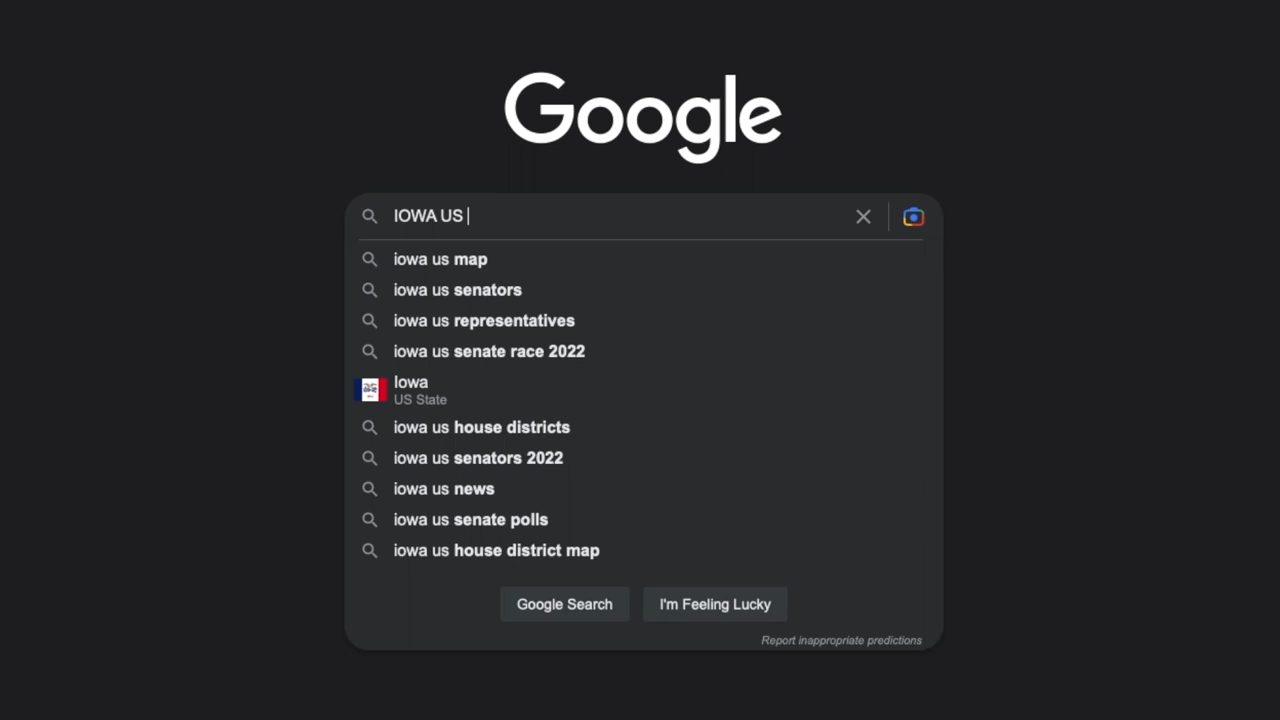 Google
IOWA US
iowa us map
iowa us senators
iowa us representatives
iowa us senate race 2022
Iowa
US State
iowa us house districts
iowa us senators 2022
iowa us news
iowa us senate polls
iowa us house district map
Google Search
I'm Feeling Lucky
Report inappropriate predictions